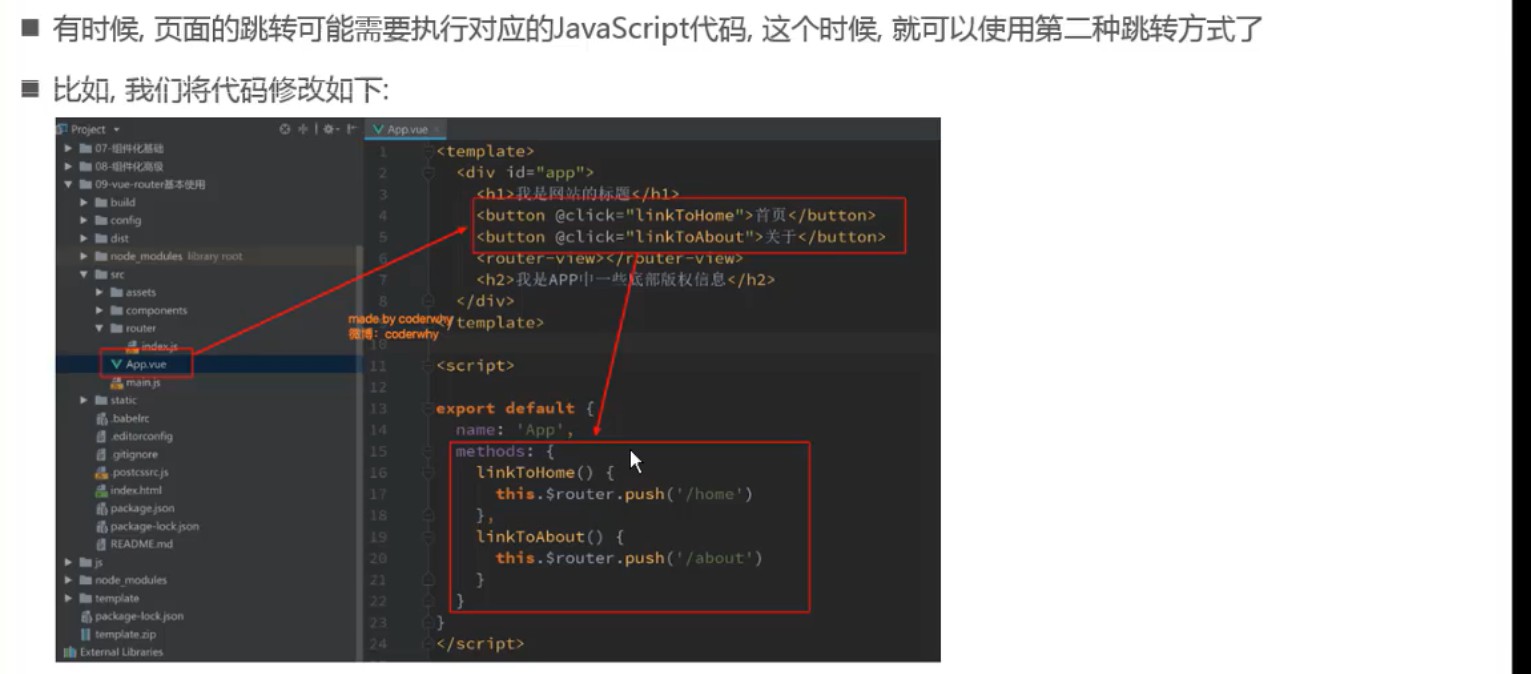 有时候, 页面的跳转可能需要执行对应的JavaScript代码, 这个时候, 就可以使用第二种跳转方式了
比如, 我们将代码修改如下:
Project
07-组件化基础
08-组件化高级
09-vue-router基本使用
build
config
dist
node_modules library root
src
assets
components
router
index.js
App.vue
main.js
static
.babelrc
.editorconfig
.gitignore
.postcssrc.js
index.html
package.json
package-lock.json
README.md
js
node_modules
template
package-lock.json
template.zip
External Libraries
made by coderwhy
微博: coderwhy
App.vue
1 <template>
2 <div id="app">
3 <h1>我是网站的标题</h1>
4 <button @click="linkToHome">首页</button>
5 <button @click="linkToAbout">关于</button>
6 <router-view></router-view>
7 <h2>我是APP中一些底部版权信息</h2>
8 </div>
/template>
10
11 <script>
12
13 export default {
14 name: 'App',
15 methods: {
16 linkToHome() {
17 this.$router.push('/home')
18 },
19 linkToAbout() {
20 this.$router.push('/about')
21 }
22 }
23 }
24 </script>